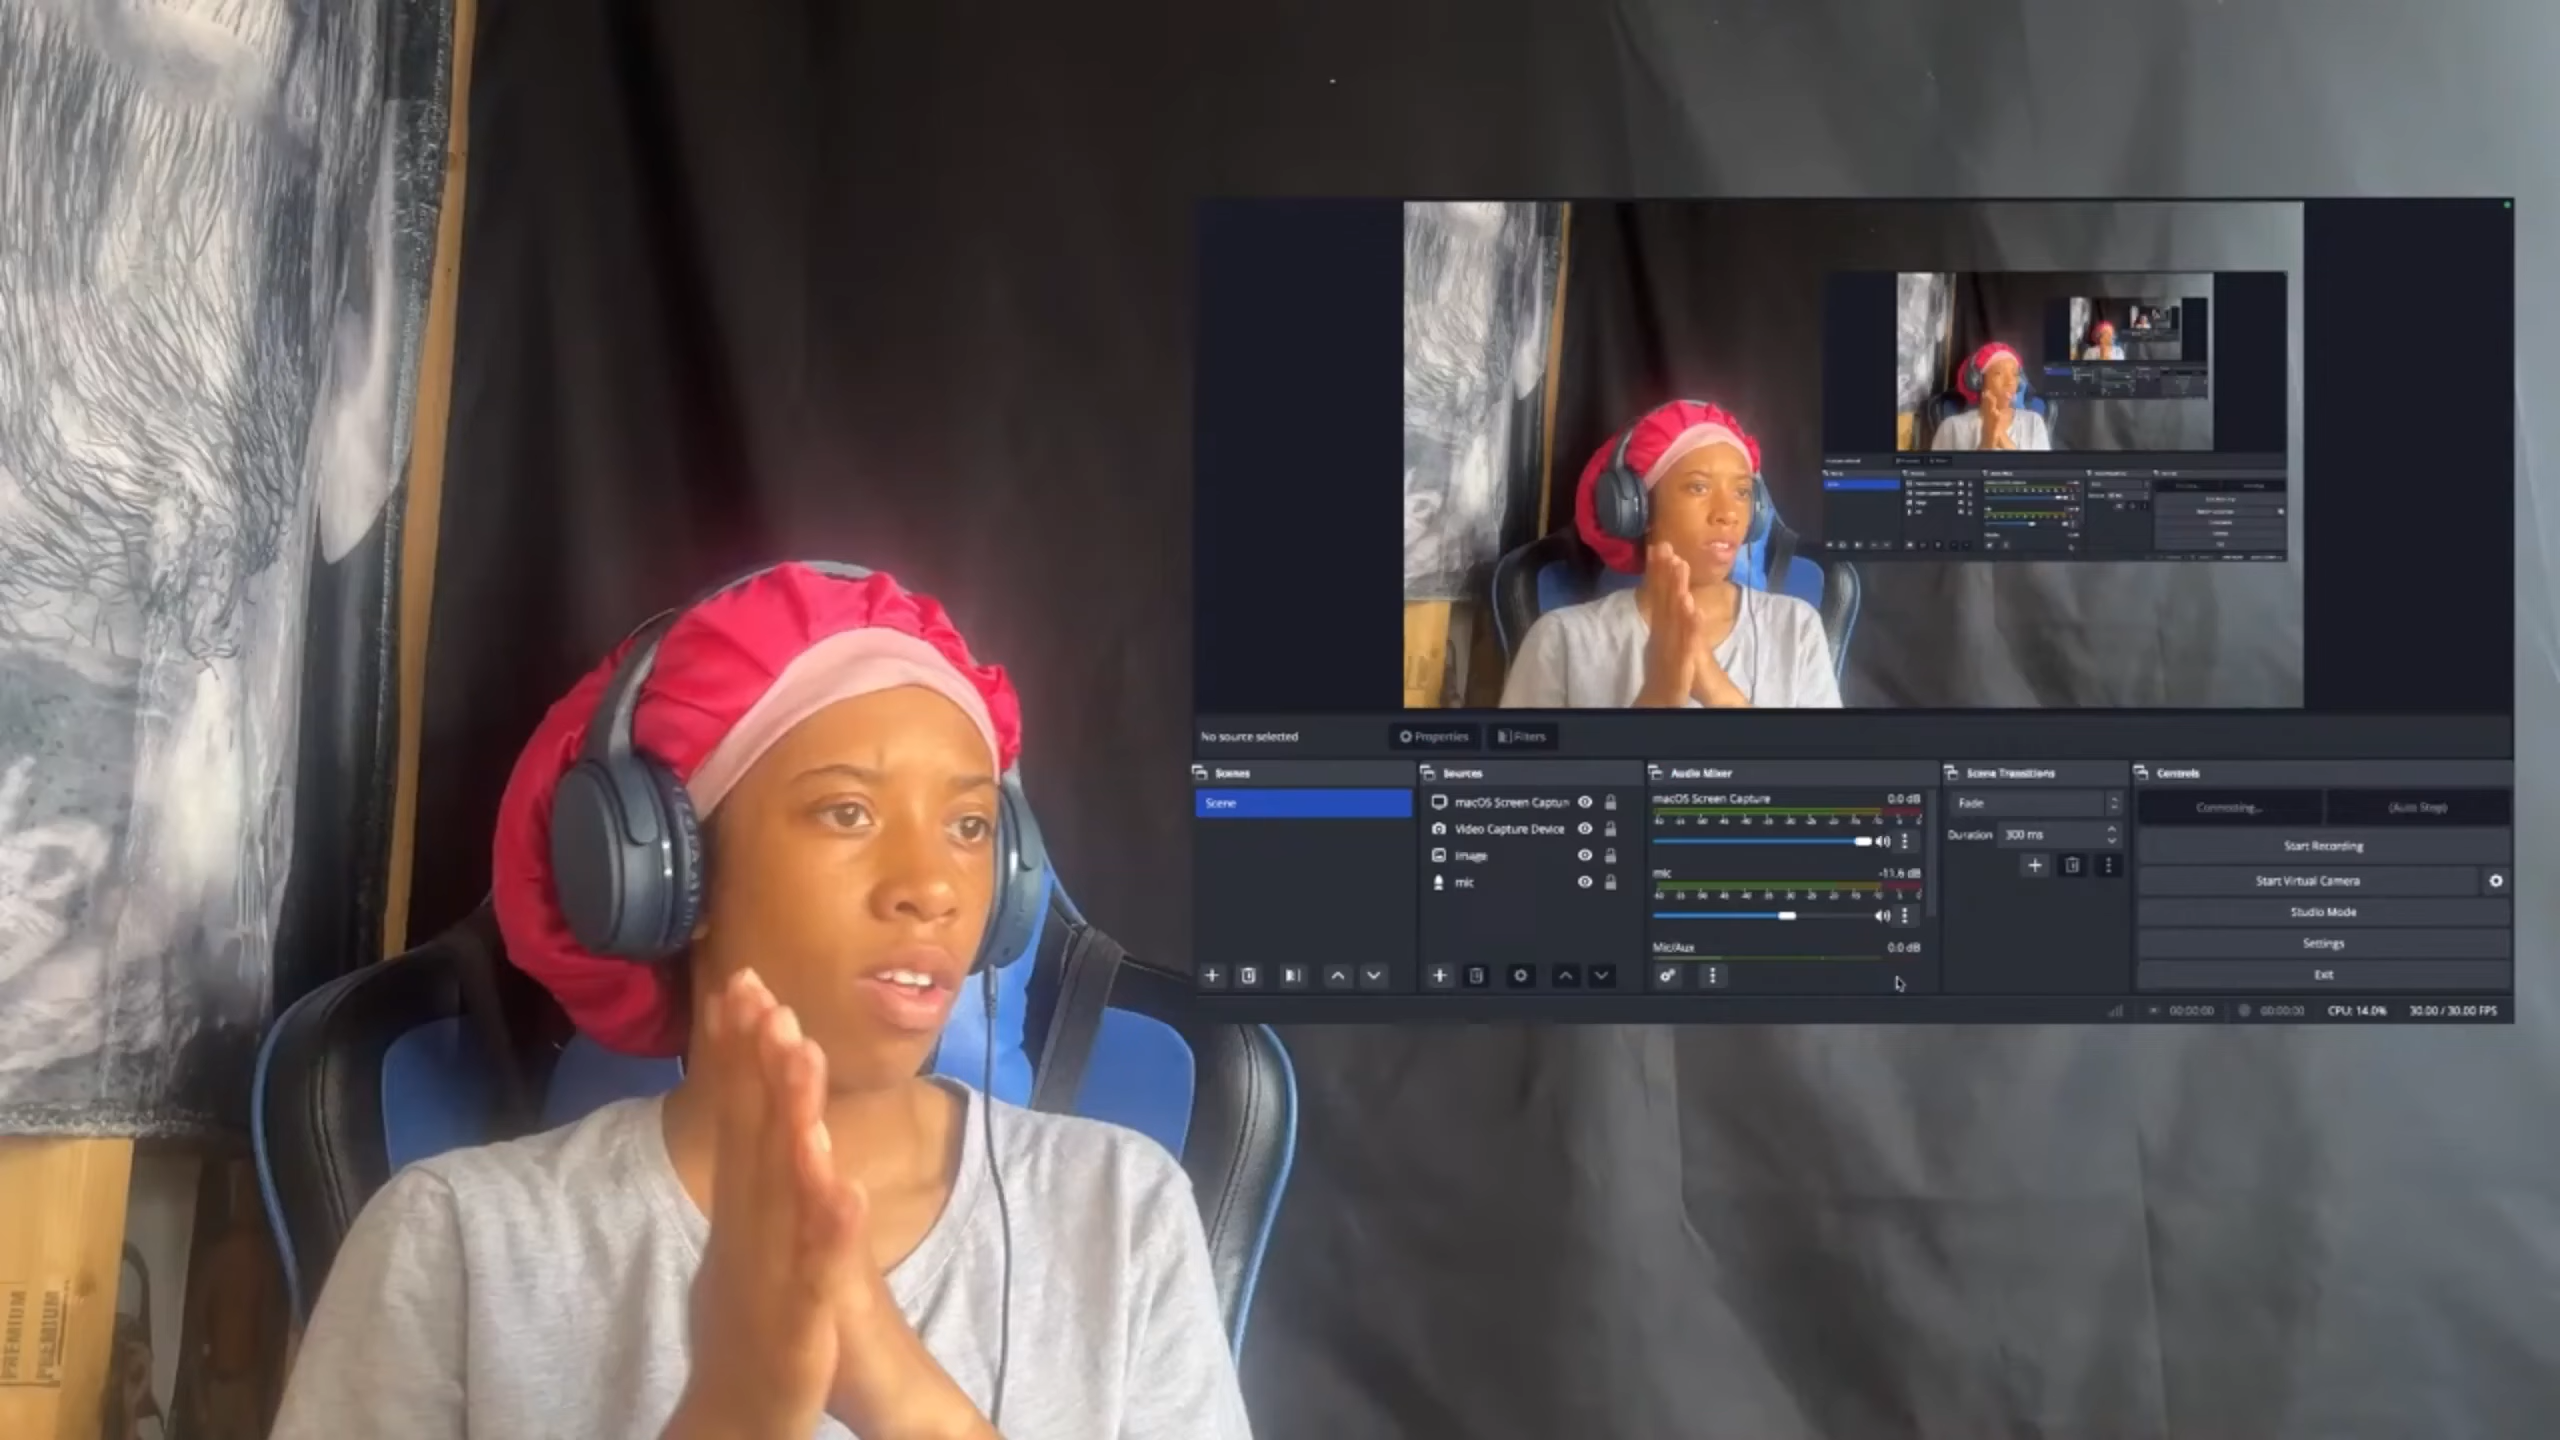 No source selected
Properties
Filters
Scenes
Scene
Sources
macOS Screen Captur
Video Capture Device
Image
mic
Audio Mixer
macOS Screen Capture 0.0 dB
mic -11.6 dB
Mic/Aux 0.0 dB
Scene Transitions
Fade
Duration 300 ms
Controls
Connecting...
(Auto Stop)
Start Recording
Start Virtual Camera
Studio Mode
Settings
Exit
00:00:00
00:00:00
CPU: 14.0%
30.00 / 30.00 FPS
PREMIUM
PREMIUM